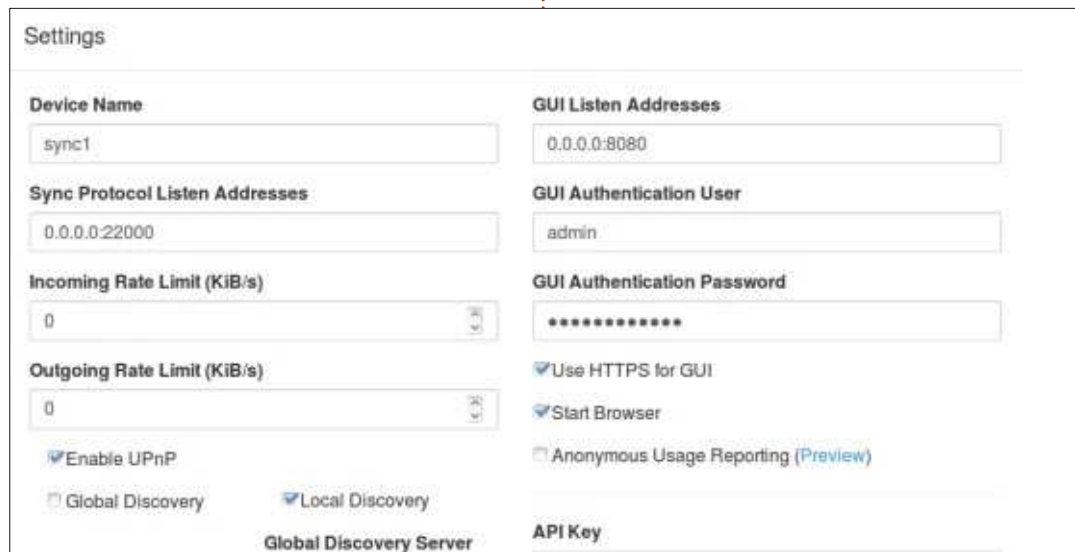 Settings
Device Name
sync1
Sync Protocol Listen Addresses
0.0.0.0:22000
Incoming Rate Limit (KiB/s)
0
Outgoing Rate Limit (KiB/s)
0
Enable UPnP
Global Discovery Local Discovery
Global Discovery Server
GUI Listen Addresses
0.0.0.0:8080
GUI Authentication User
admin
GUI Authentication Password
************
Use HTTPS for GUI
Start Browser
Anonymous Usage Reporting (Preview)
API Key